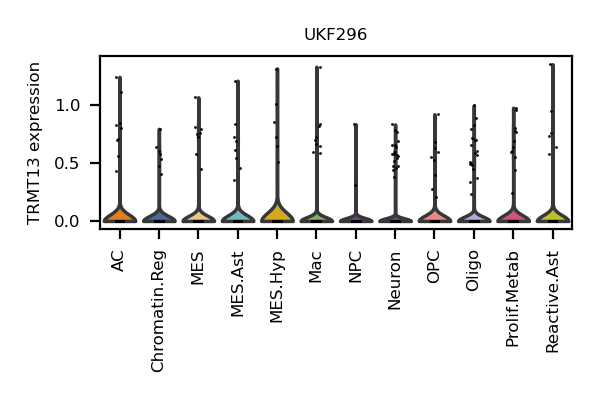 UKF296
TRMT13 expression
1.0
0.5
0.0
AC
Chromatin.Reg
MES
MES.Ast
MES.Hyp
Mac
NPC
Neuron
OPC
Oligo
Prolif.Metab
Reactive.Ast